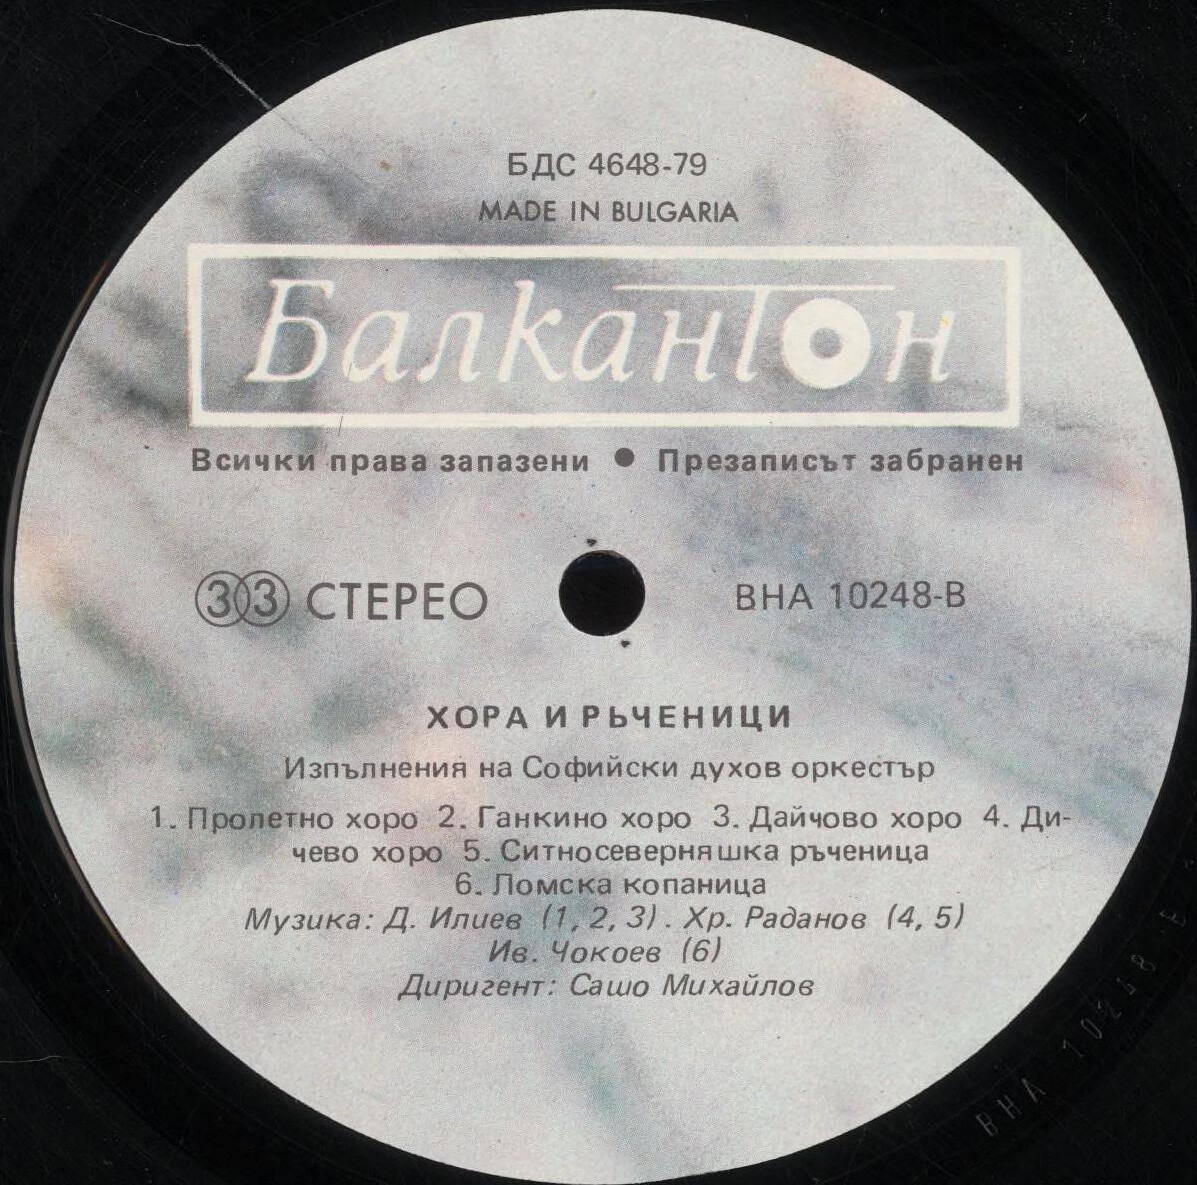 БДС 4648-79
MADE IN BULGARIA
Балкантон
Всички права запазени ● Презаписът забранен
33 СТЕРЕО ВНА 10248-В
ХОРА И РЪЧЕНИЦИ
Изпълнения на Софийски духов оркестър
1. Пролетно хоро 2. Ганкино хоро 3. Дайчово хоро 4. Ди-
чево хоро 5. Ситносеверняшка ръченица
6. Ломска копаница
Музика: Д. Илиев (1, 2, 3). Хр. Раданов (4, 5)
Ив. Чокоев (6)
Диригент: Сашо Михайлов
ВНА 10248 В